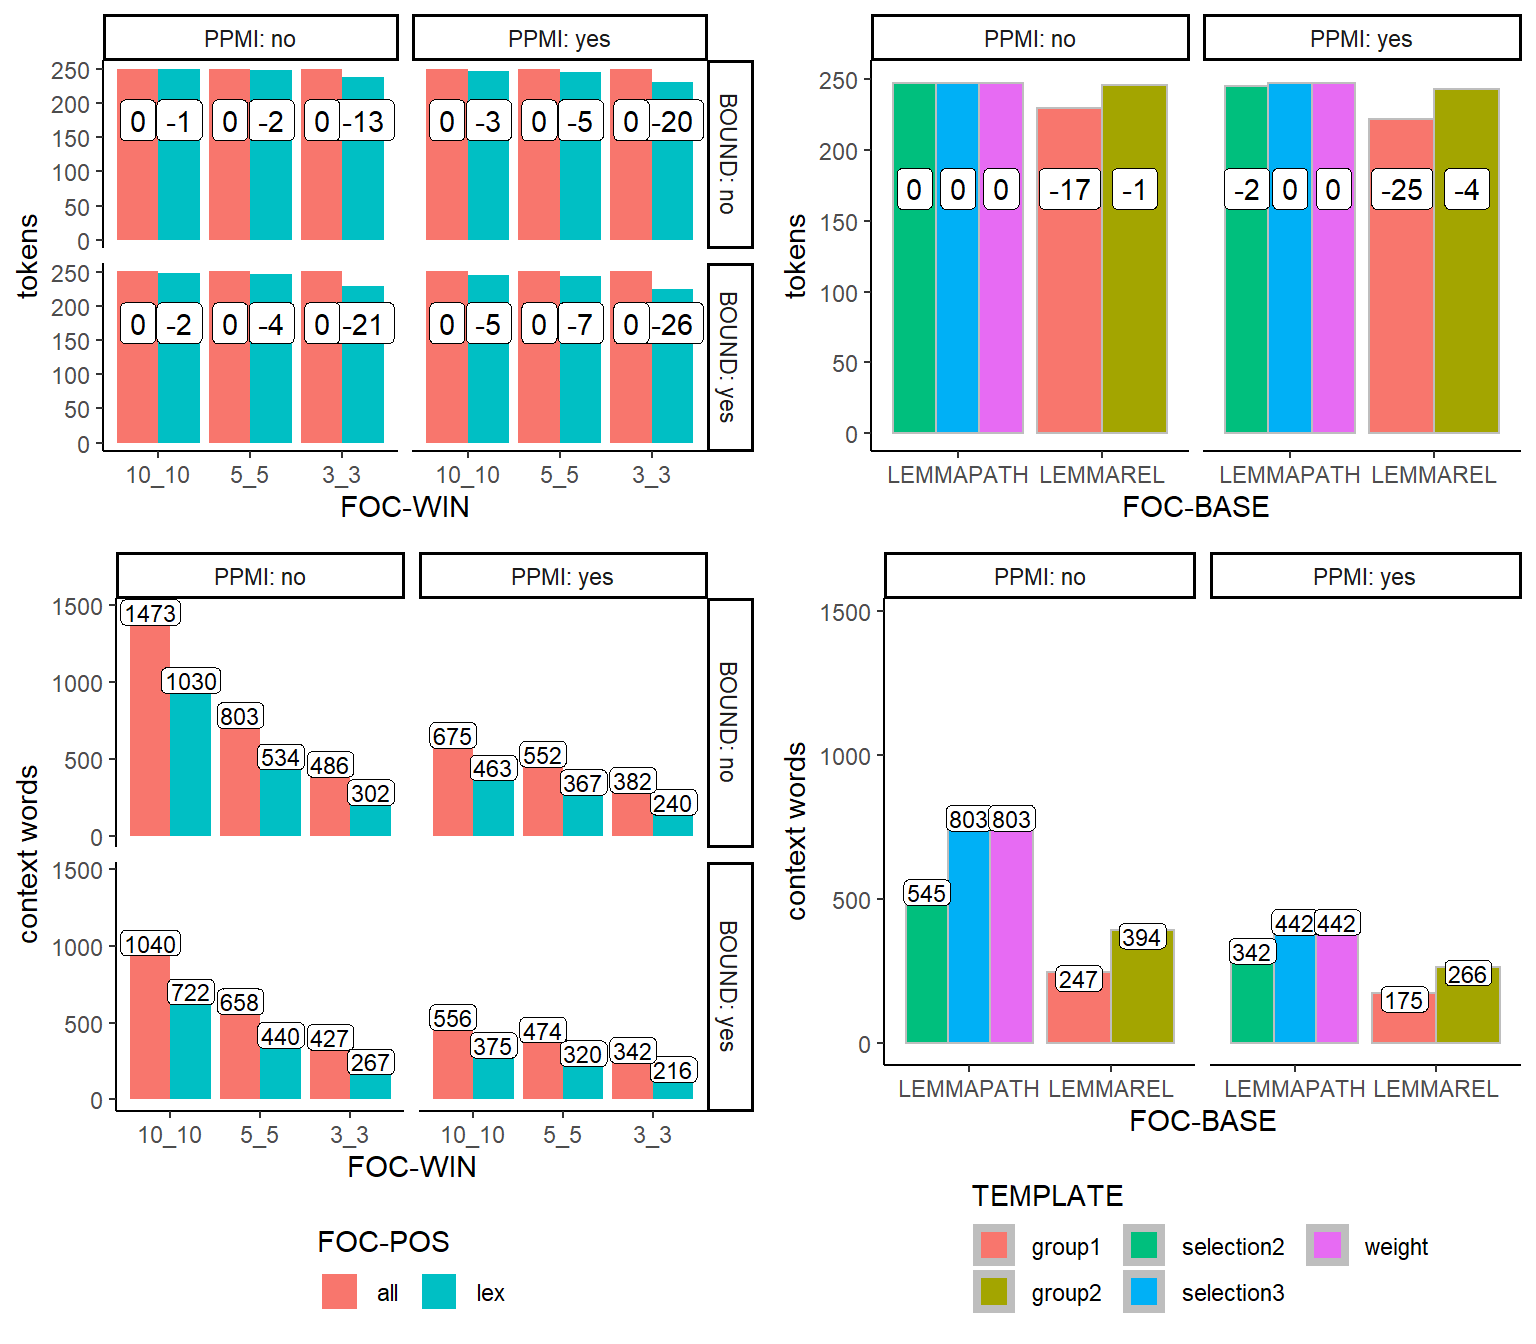 PPMI: no
PPMI: yes
tokens
250
200
150
100
50
0
0
-1
0
-2
0
-13
0
-3
0
-5
0
-20
BOUND: no
250
200
150
100
50
0
0
-2
0
-4
0
-21
0
-5
0
-7
0
-26
BOUND: yes
10_10
5_5
3_3
10_10
5_5
3_3
FOC-WIN
PPMI: no
PPMI: yes
tokens
250
200
150
100
50
0
0
0
0
-17
-1
-2
0
0
-25
-4
LEMMAPATH
LEMMAREL
LEMMAPATH
LEMMAREL
FOC-BASE
PPMI: no
PPMI: yes
context words
1500
1000
500
0
1473
1030
803
534
486
302
675
463
552
367
382
240
BOUND: no
1500
1000
500
0
1040
722
658
440
427
267
556
375
474
320
342
216
BOUND: yes
10_10
5_5
3_3
10_10
5_5
3_3
FOC-WIN
FOC-POS
all
lex
PPMI: no
PPMI: yes
context words
1500
1000
500
0
545
803
803
247
394
342
442
442
175
266
LEMMAPATH
LEMMAREL
LEMMAPATH
LEMMAREL
FOC-BASE
TEMPLATE
group1
selection2
weight
group2
selection3